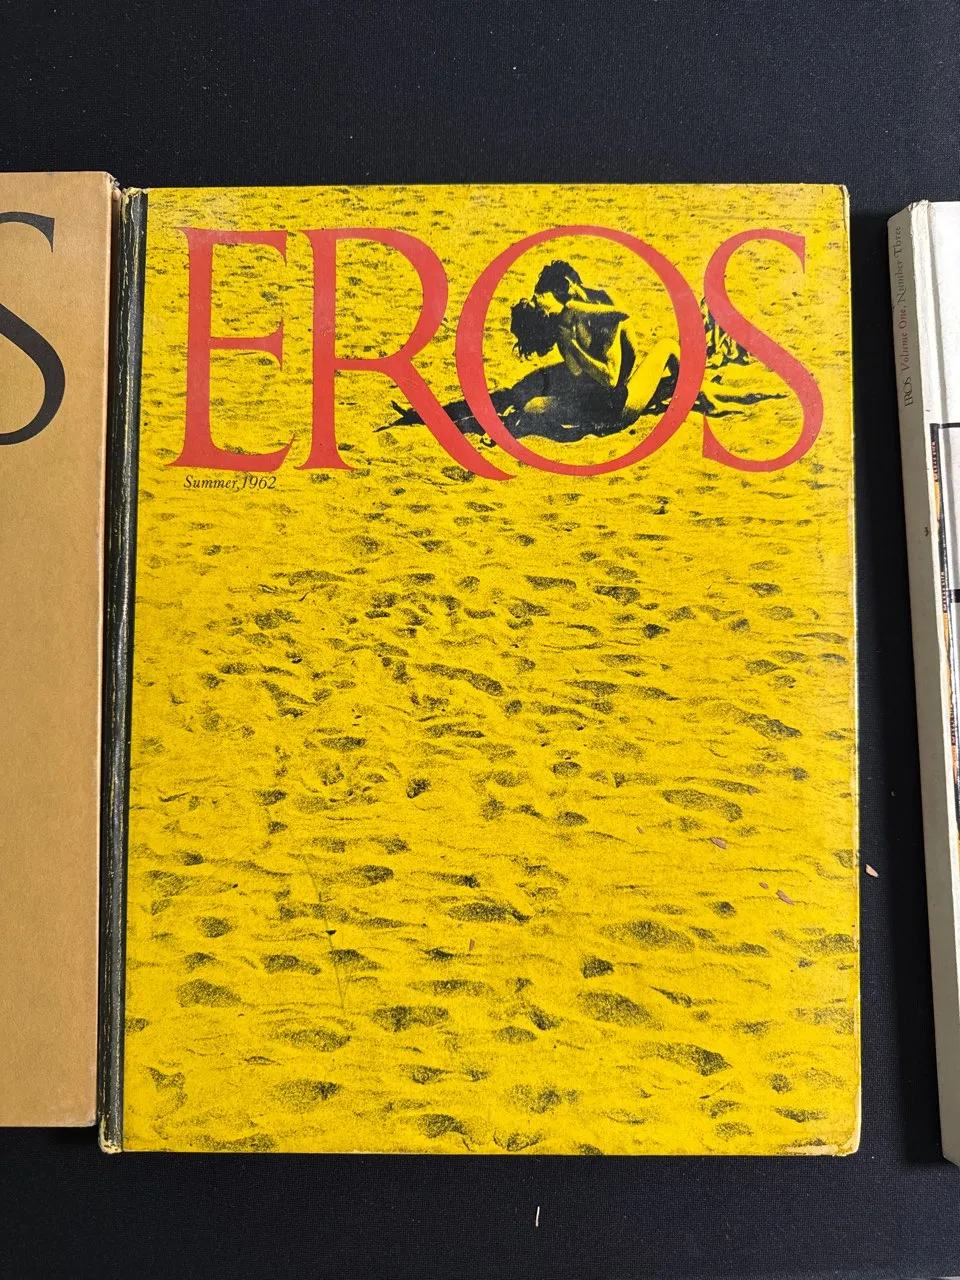 S
EROS
Summer, 1962
EROS Volume One, Number Three